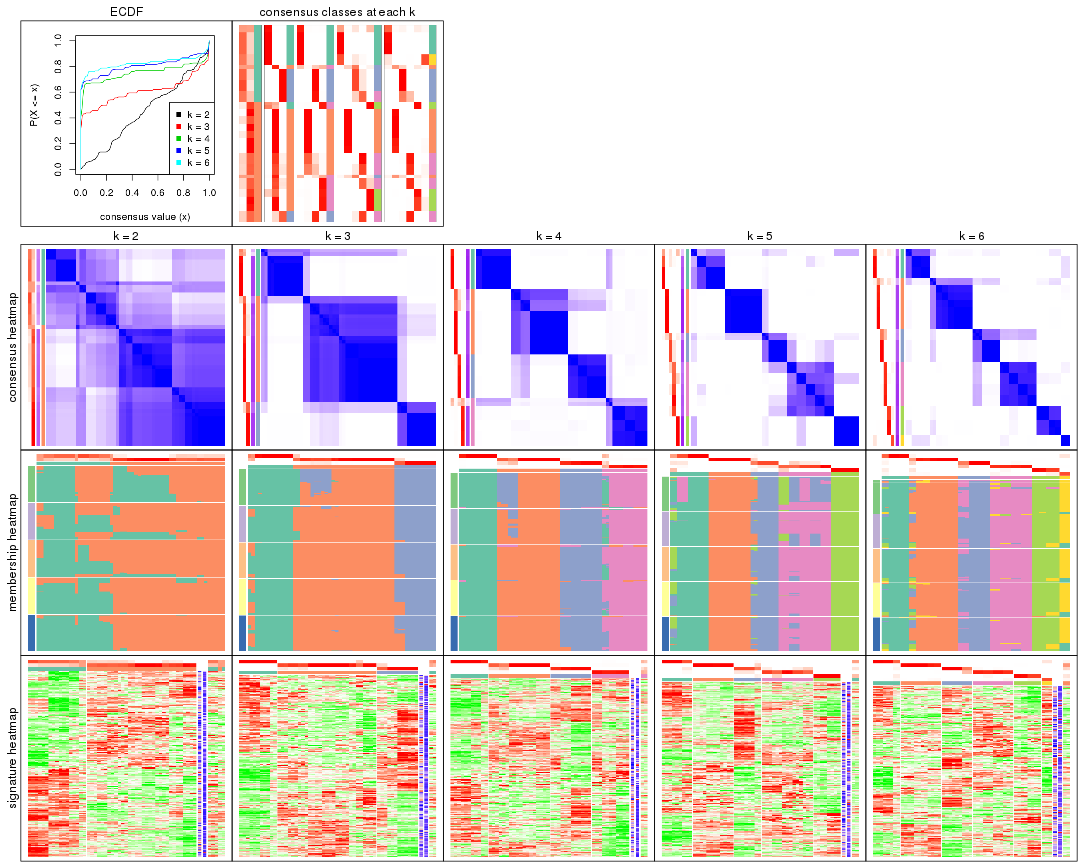 ECDF
consensus classes at each k
P(X <= x)
0.0 0.2 0.4 0.6 0.8 1.0
k = 2
k = 3
k = 4
k = 5
k = 6
0.0 0.2 0.4 0.6 0.8 1.0
consensus value (x)
k = 2
k = 3
k = 4
k = 5
k = 6
consensus heatmap
membership heatmap
signature heatmap